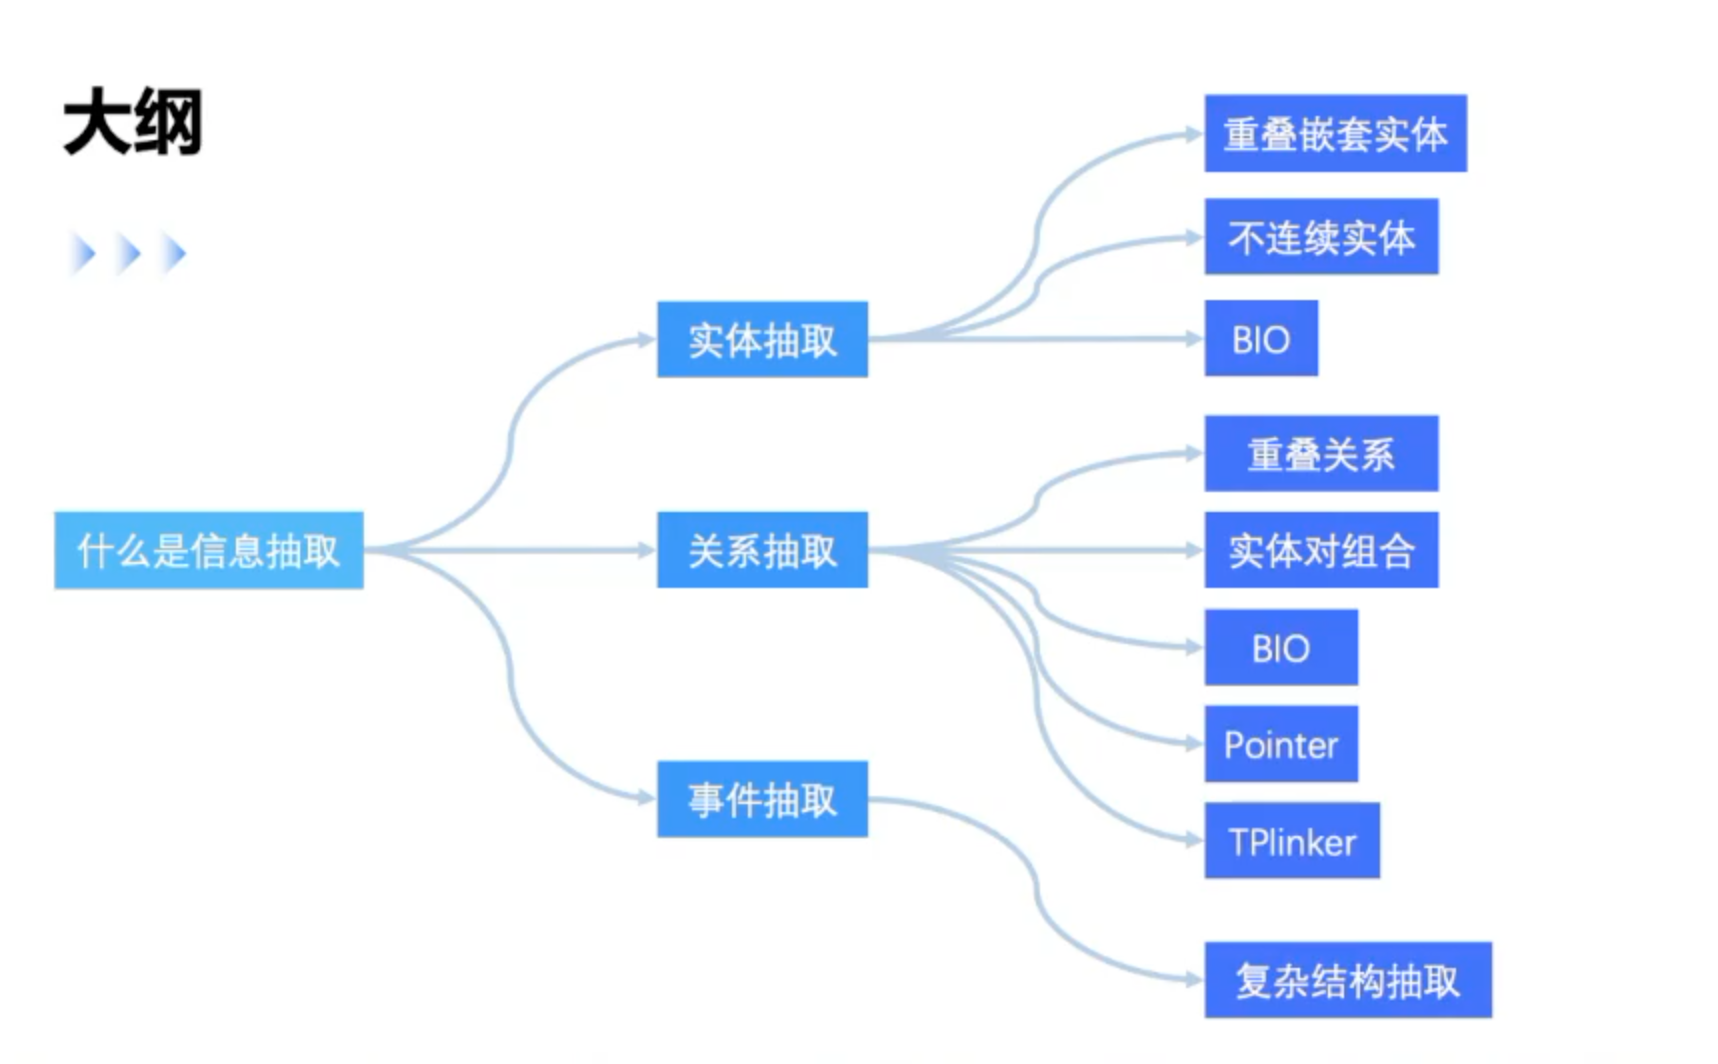 大纲
什么是信息抽取
实体抽取
重叠嵌套实体
不连续实体
BIO
关系抽取
重叠关系
实体对组合
BIO
Pointer
TPlinker
事件抽取
复杂结构抽取